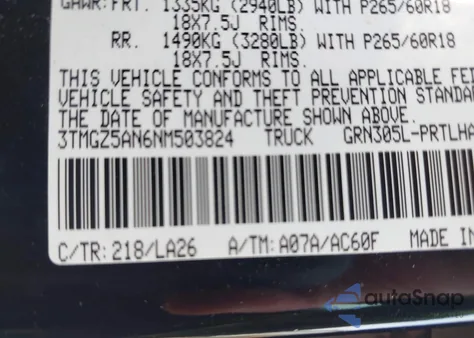 GAWR: FRT. 1335KG (2940LB) WITH P265/60R18
18X7.5J RIMS.
RR. 1490KG (3280LB) WITH P265/60R18
18X7.5J RIMS.
THIS VEHICLE CONFORMS TO ALL APPLICABLE
VEHICLE SAFETY AND THEFT PREVENTION
DATE OF MANUFACTURE SHOWN ABOVE.
3TMGZ5AN6NM503824 TRUCK GRN305L-PRTLHA
C/TR: 218/LA26 A/TM: A07A/AC60F MADE IN
autoSnap